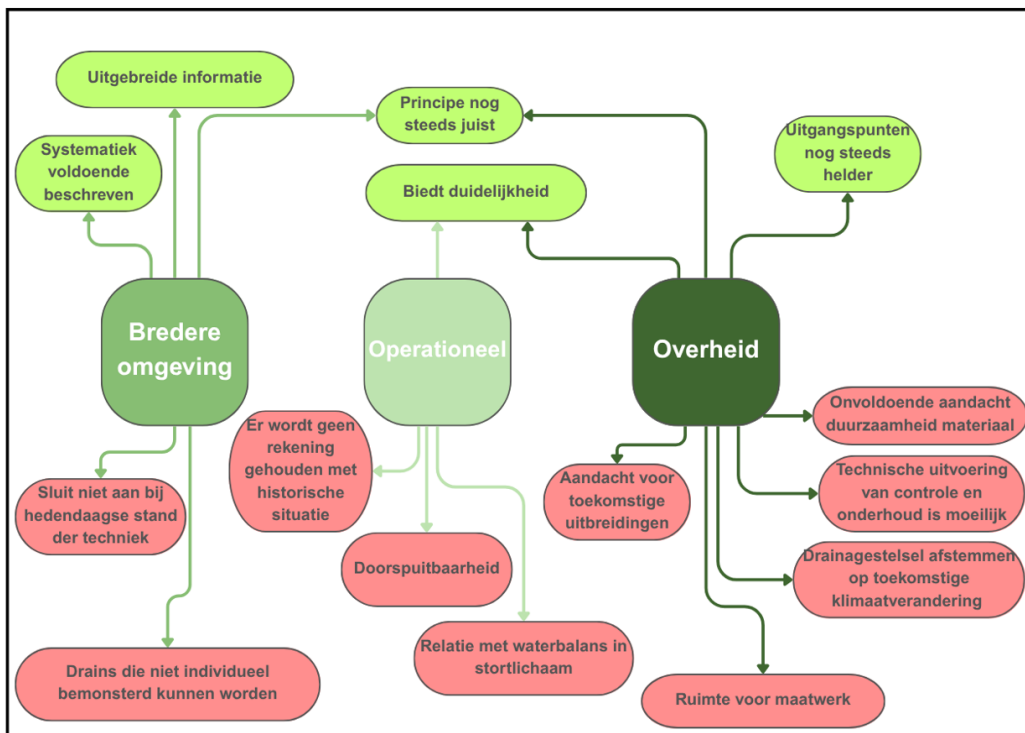 Uitgebreide informatie
Principe nog
steeds juist
Uitgangspunten
nog steeds
helder
Systematiek
voldoende
beschreven
Biedt duidelijkheid
Bredere
omgeving
Operationeel
Overheid
Er wordt geen
rekening
gehouden met
historische
situatie
Onvoldoende aandacht
duurzaamheid materiaal
Sluit niet aan bij
hedendaagse stand
der techniek
Aandacht voor
toekomstige
uitbreidingen
Technische uitvoering
van controle en
onderhoud is moeilijk
Doorspuitbaarheid
Drainagestelsel afstemmen
op toekomstige
klimaatverandering
Drains die niet individueel
bemonsterd kunnen worden
Relatie met waterbalans in
stortlichaam
Ruimte voor maatwerk